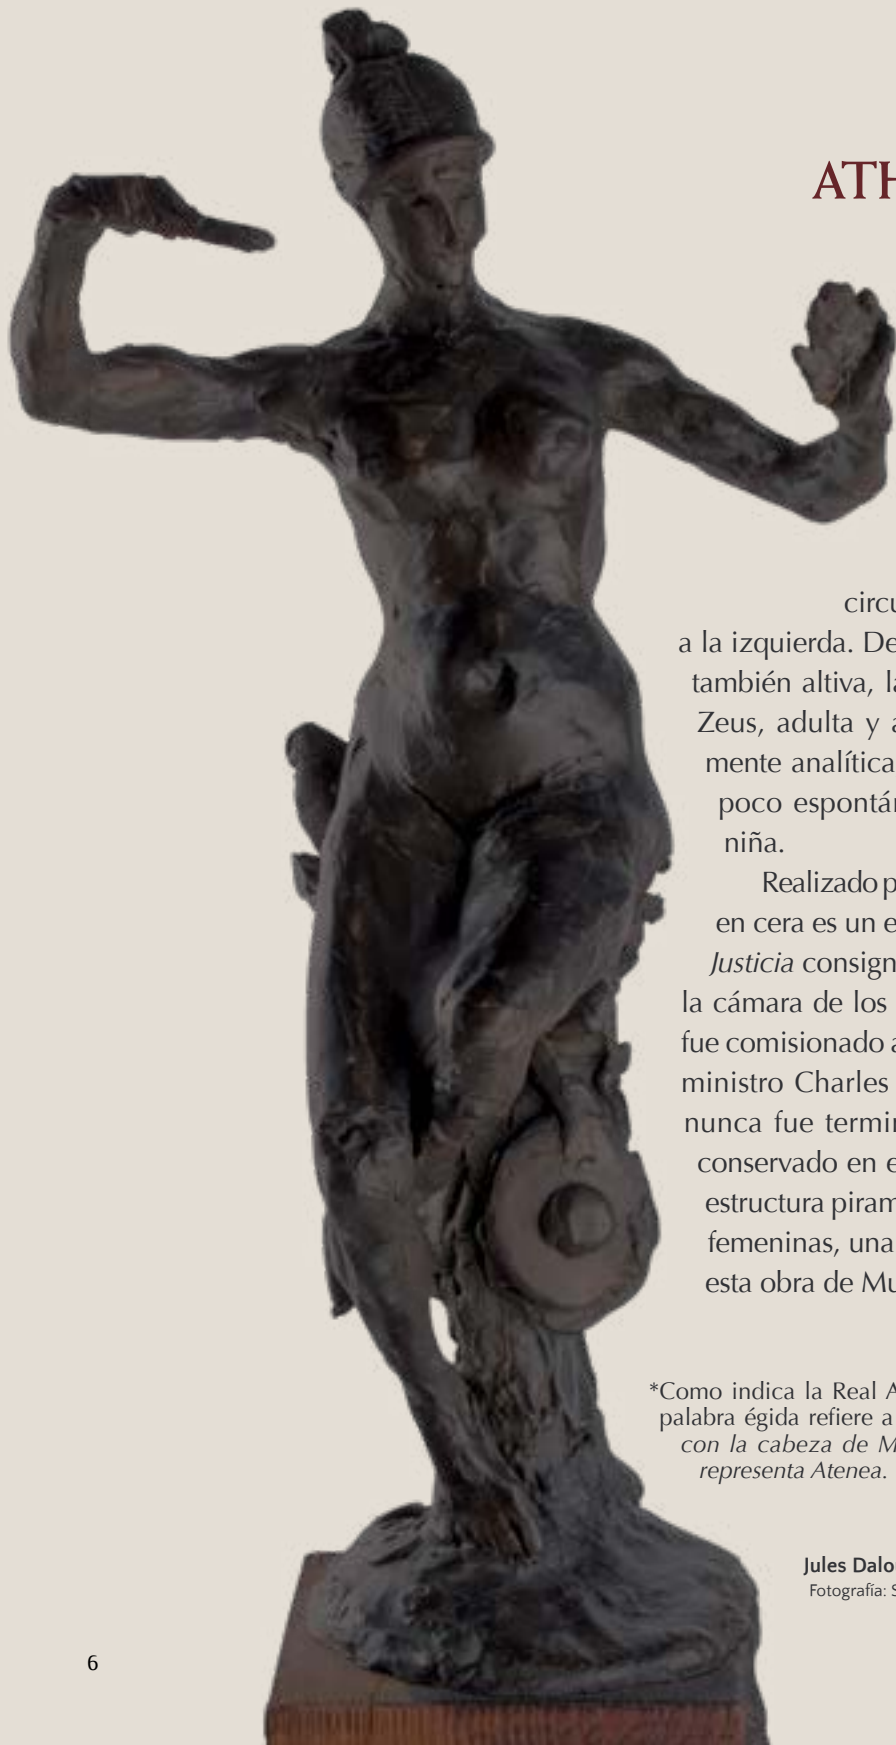 ATH
circu
a la izquierda. De
también altiva, la
Zeus, adulta y a
mente analítica
poco espontán
niña.
Realizado p
en cera es un e
Justicia consign
la cámara de los
fue comisionado a
ministro Charles
nunca fue termin
conservado en e
estructura piram
femeninas, una
esta obra de Mu
*Como indica la Real A
palabra égida refiere a
con la cabeza de M
representa Atenea.
Jules Dalo
Fotografía: S
6